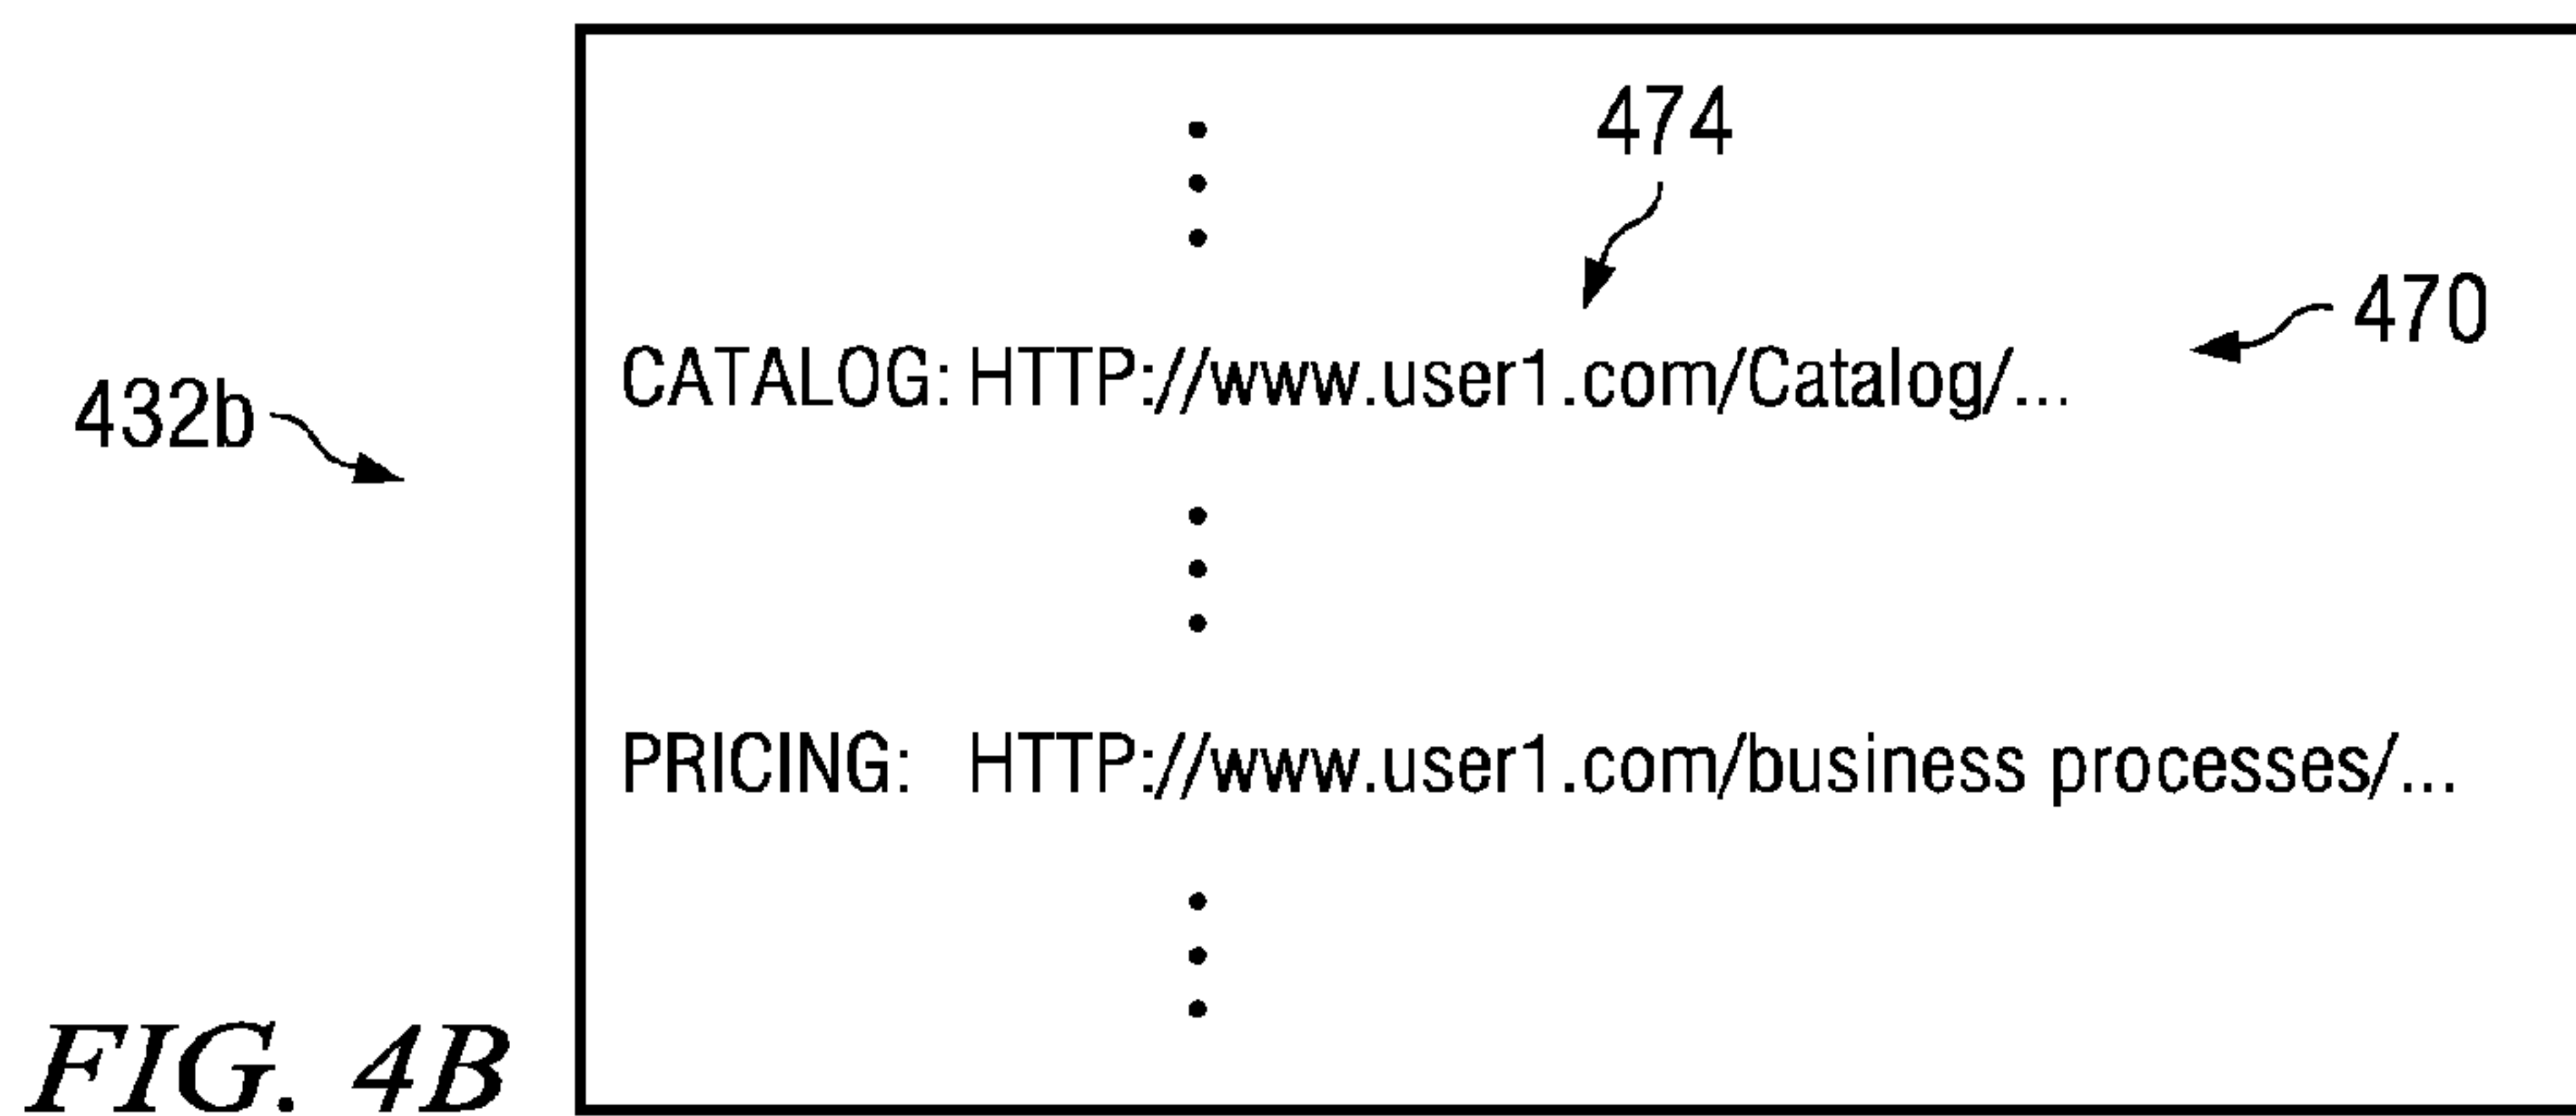 474
470
CATALOG: HTTP://www.user1.com/Catalog/...
432b
PRICING: HTTP://www.user1.com/business processes/...
FIG. 4B